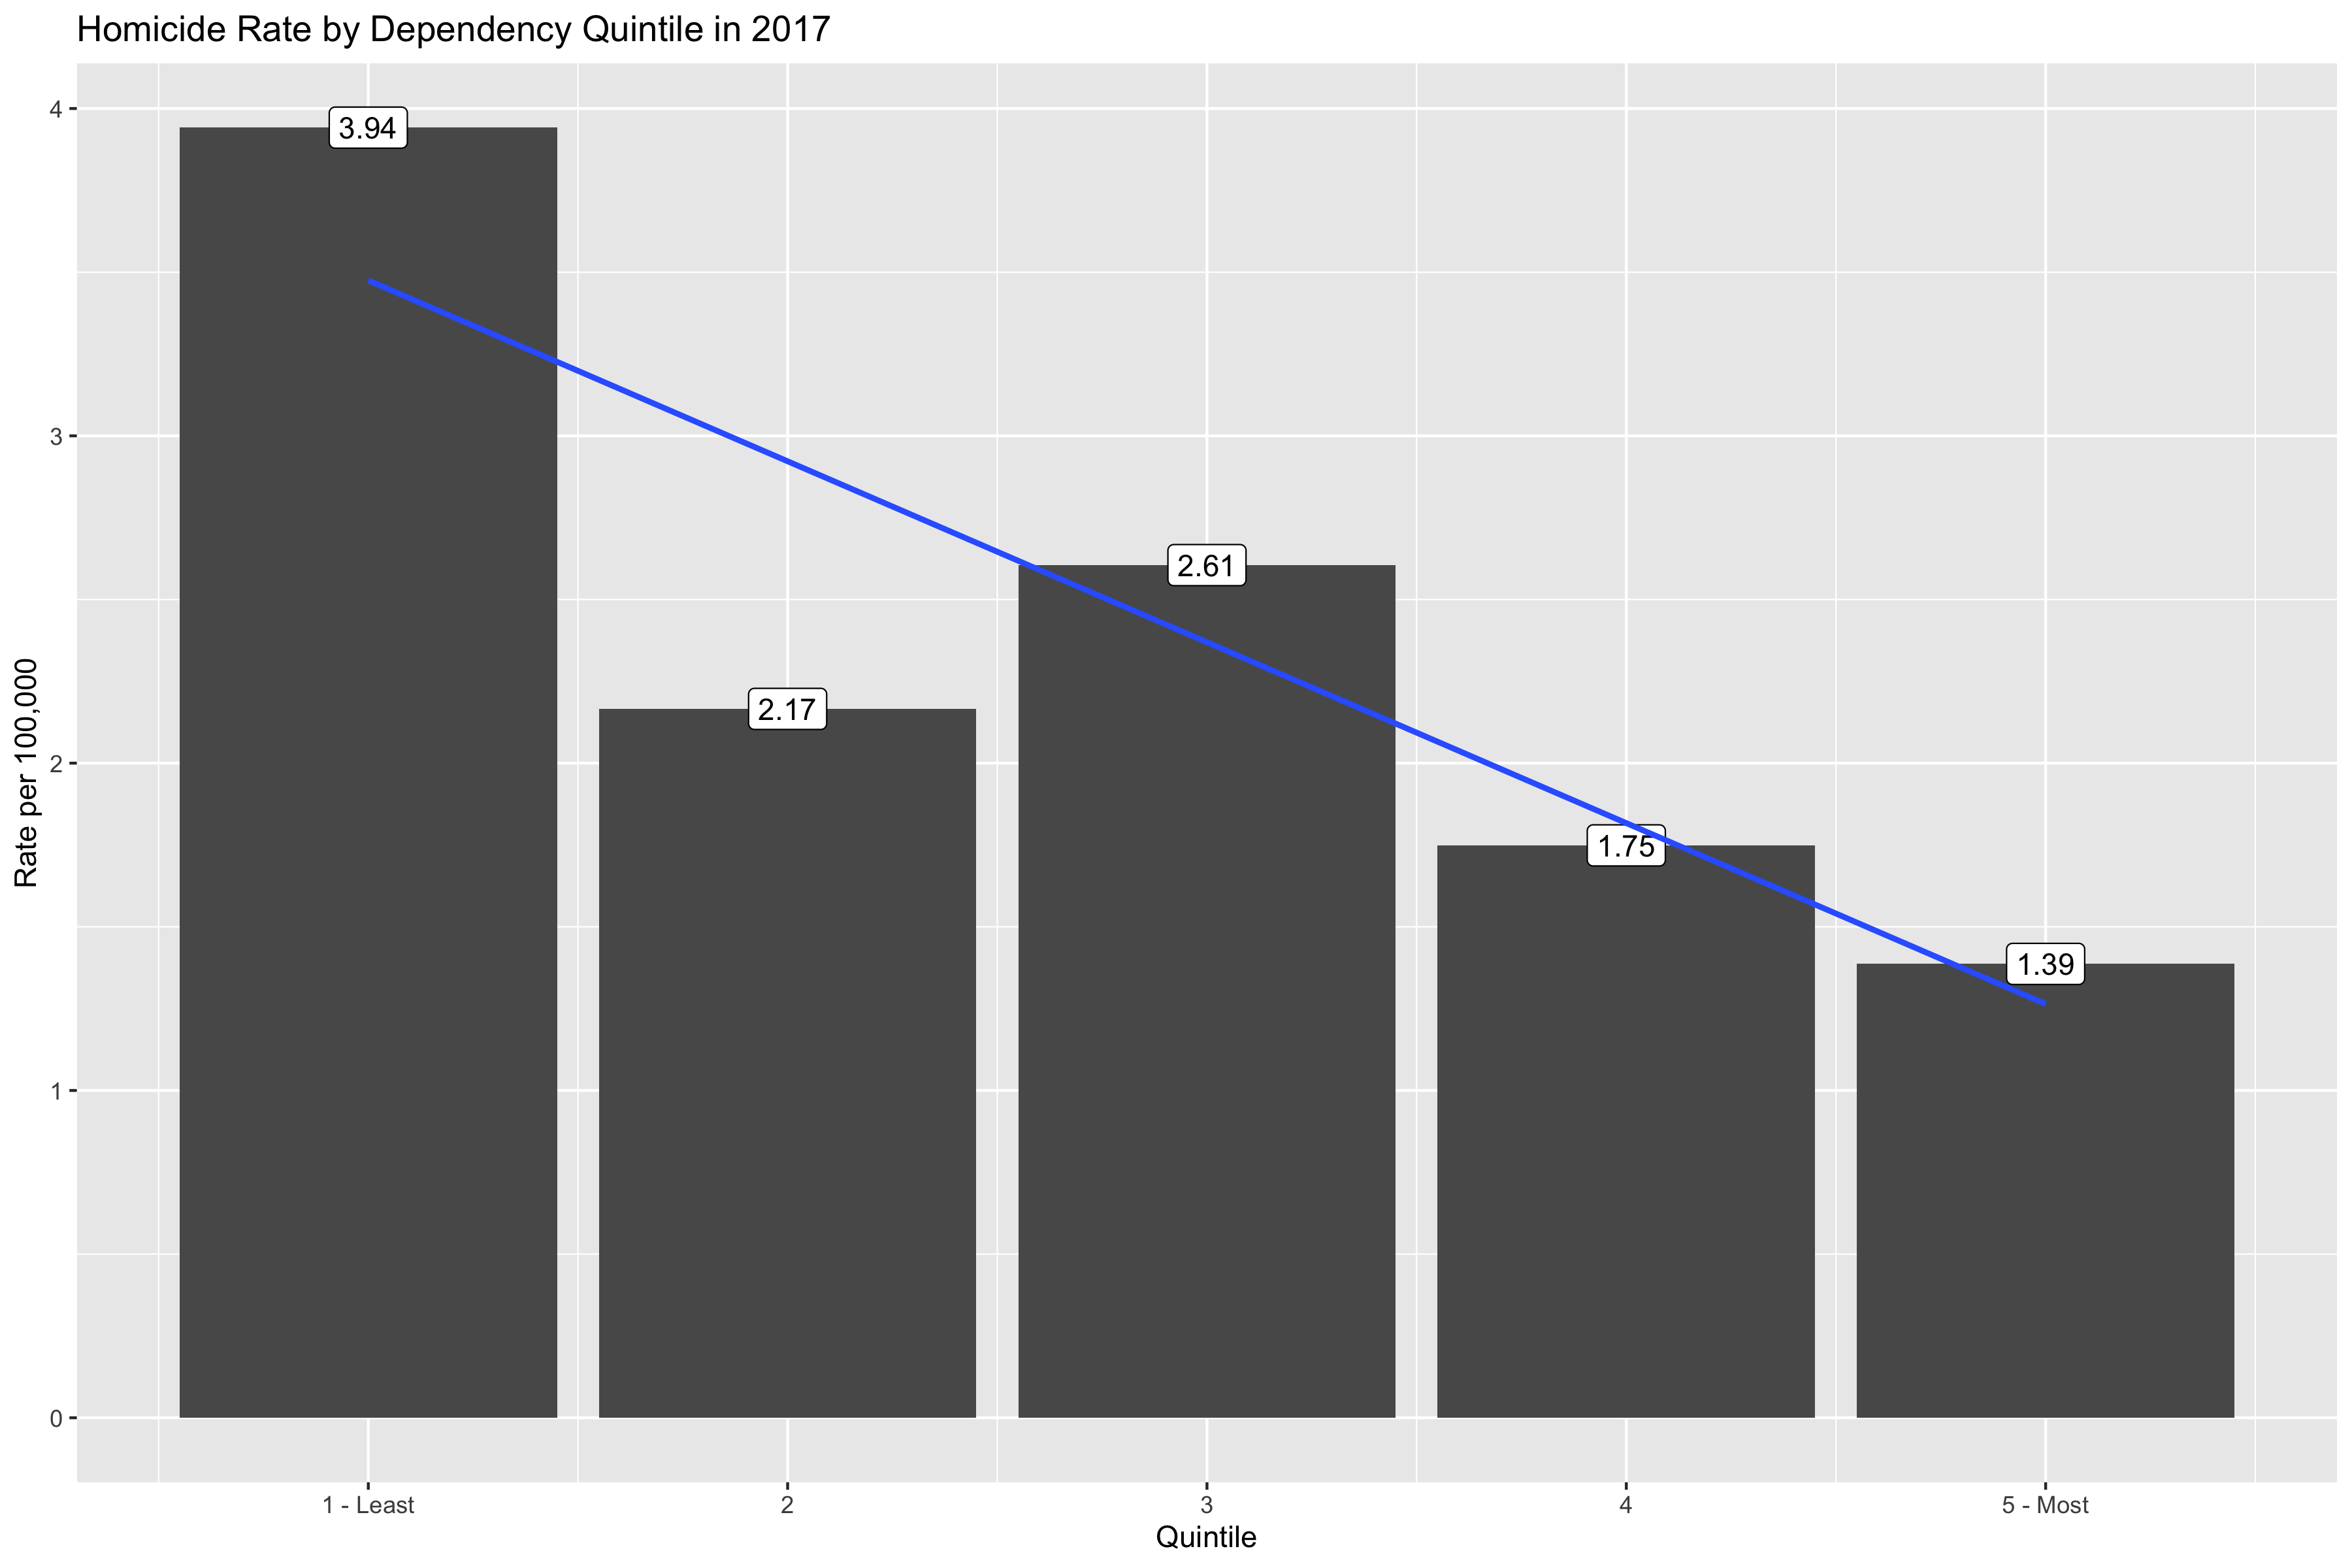 Homicide Rate by Dependency Quintile in 2017
Rate per 100,000
4
3
2
1
0
3.94
2.17
2.61
1.75
1.39
1 - Least
2
3
4
5 - Most
Quintile